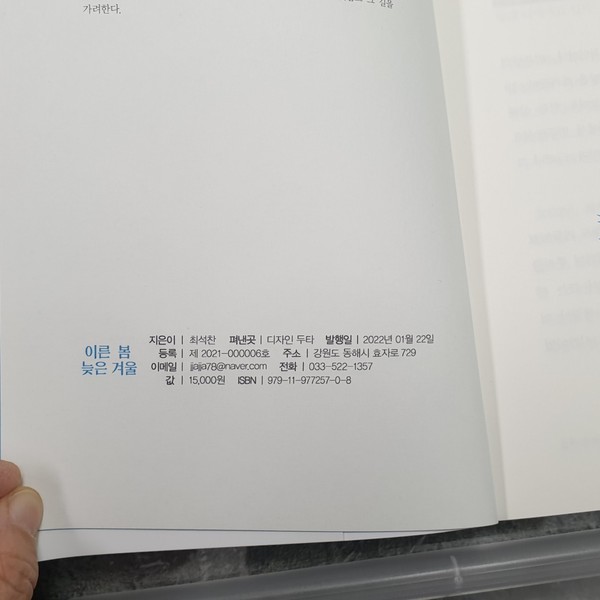 그 길을
가려한다.
이른 봄
늦은 겨울
지은이 | 최석찬 펴낸곳 | 디자인 두타 발행일 | 2022년 01월 22일
등록 | 제 2021-000006호 주소 | 강원도 동해시 효자로 729
이메일 | jjajja78@naver.com 전화 | 033-522-1357
값 | 15,000원 ISBN | 979-11-977257-0-8